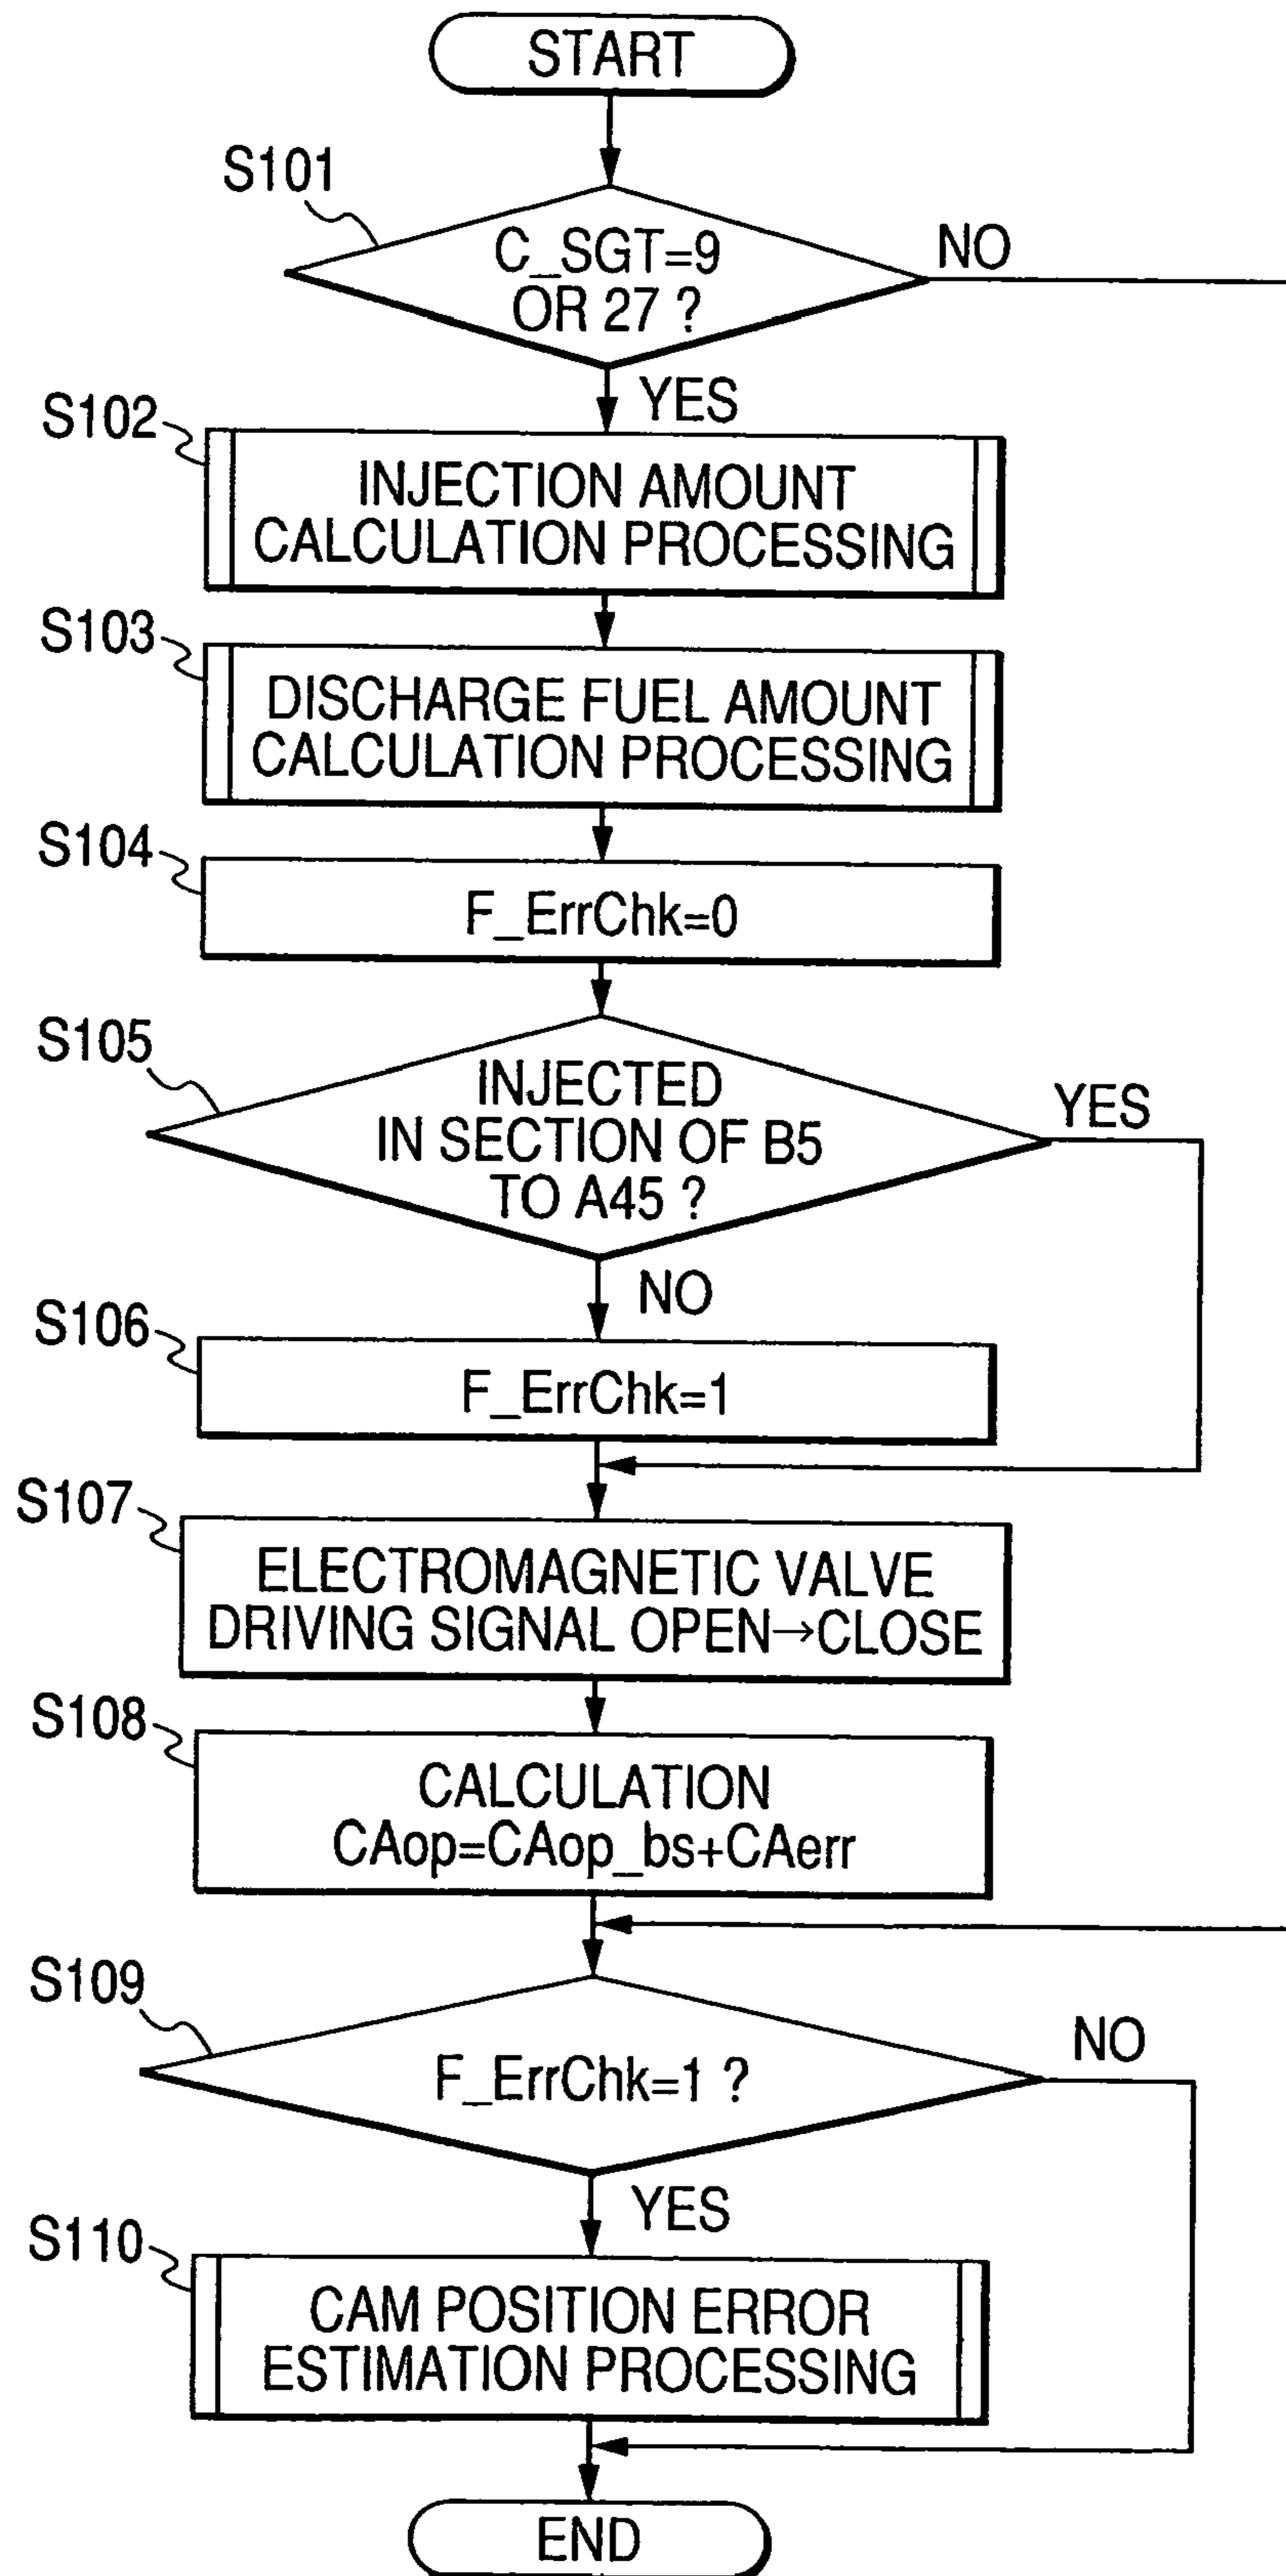 START
S101
C_SGT=9
OR 27 ?
NO
YES
S102
INJECTION AMOUNT
CALCULATION PROCESSING
S103
DISCHARGE FUEL AMOUNT
CALCULATION PROCESSING
S104
F_ErrChk=0
S105
INJECTED
IN SECTION OF B5
TO A45 ?
YES
NO
S106
F_ErrChk=1
S107
ELECTROMAGNETIC VALVE
DRIVING SIGNAL OPEN→CLOSE
S108
CALCULATION
CAop=CAop_bs+CAerr
S109
F_ErrChk=1 ?
NO
YES
S110
CAM POSITION ERROR
ESTIMATION PROCESSING
END